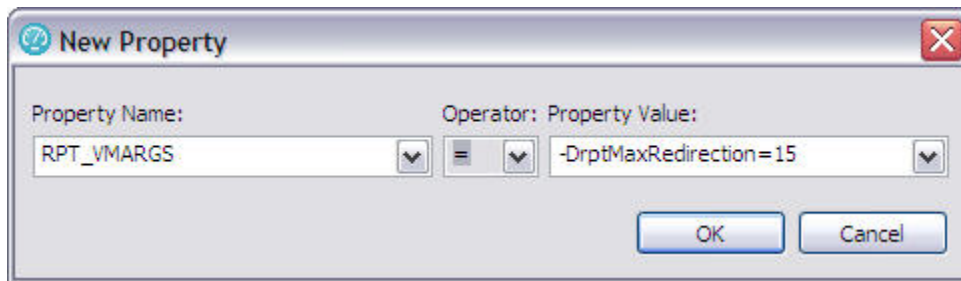 New Property
Property Name: Operator: Property Value:
RPT_VMARGS = -DrptMaxRedirection=15
OK Cancel